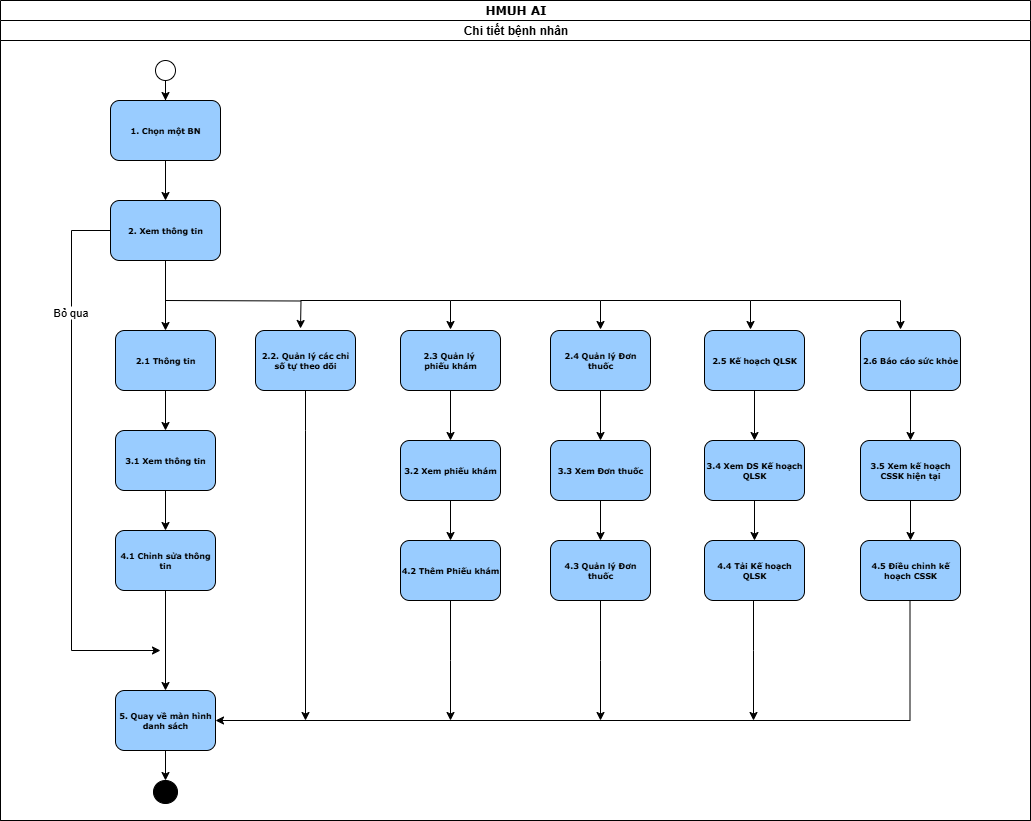 HMUH AI
Chi tiết bệnh nhân
1. Chọn một BN
2. Xem thông tin
Bỏ qua
2.1 Thông tin
2.2. Quản lý các chỉ
số tự theo dõi
2.3 Quản lý
phiếu khám
2.4 Quản lý Đơn
thuốc
2.5 Kế hoạch QLSK
2.6 Báo cáo sức khỏe
3.1 Xem thông tin
3.2 Xem phiếu khám
3.3 Xem Đơn thuốc
3.4 Xem DS Kế hoạch
QLSK
3.5 Xem kế hoạch
CSSK hiện tại
4.1 Chỉnh sửa thông
tin
4.2 Thêm Phiếu khám
4.3 Quản lý Đơn
thuốc
4.4 Tải Kế hoạch
QLSK
4.5 Điều chỉnh kế
hoạch CSSK
5. Quay về màn hình
danh sách